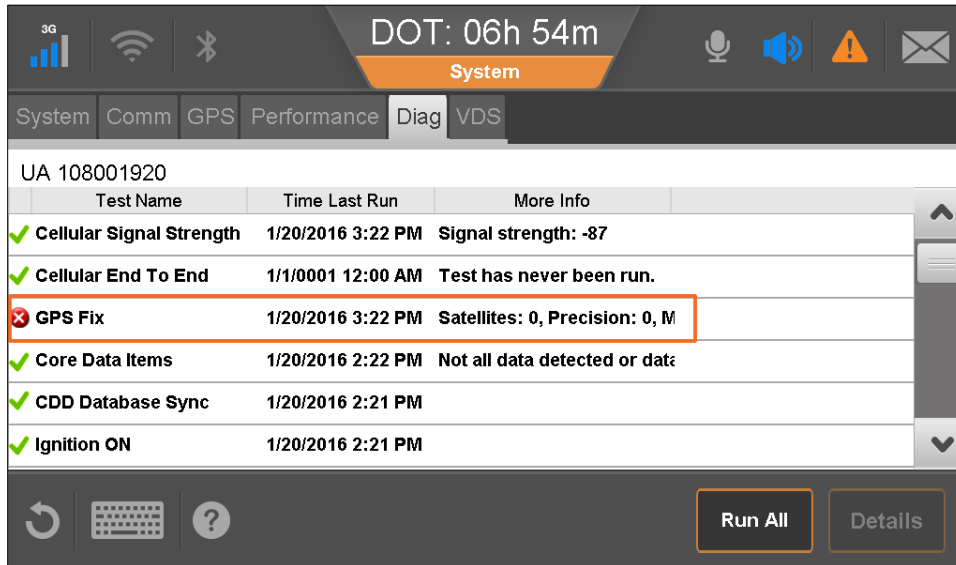 3G
DOT: 06h 54m
System
System Comm GPS Performance Diag VDS
UA 108001920
Test Name Time Last Run More Info
Cellular Signal Strength 1/20/2016 3:22 PM Signal strength: -87
Cellular End To End 1/1/0001 12:00 AM Test has never been run.
GPS Fix 1/20/2016 3:22 PM Satellites: 0, Precision: 0, M
Core Data Items 1/20/2016 2:22 PM Not all data detected or data
CDD Database Sync 1/20/2016 2:21 PM
Ignition ON 1/20/2016 2:21 PM
? Run All Details